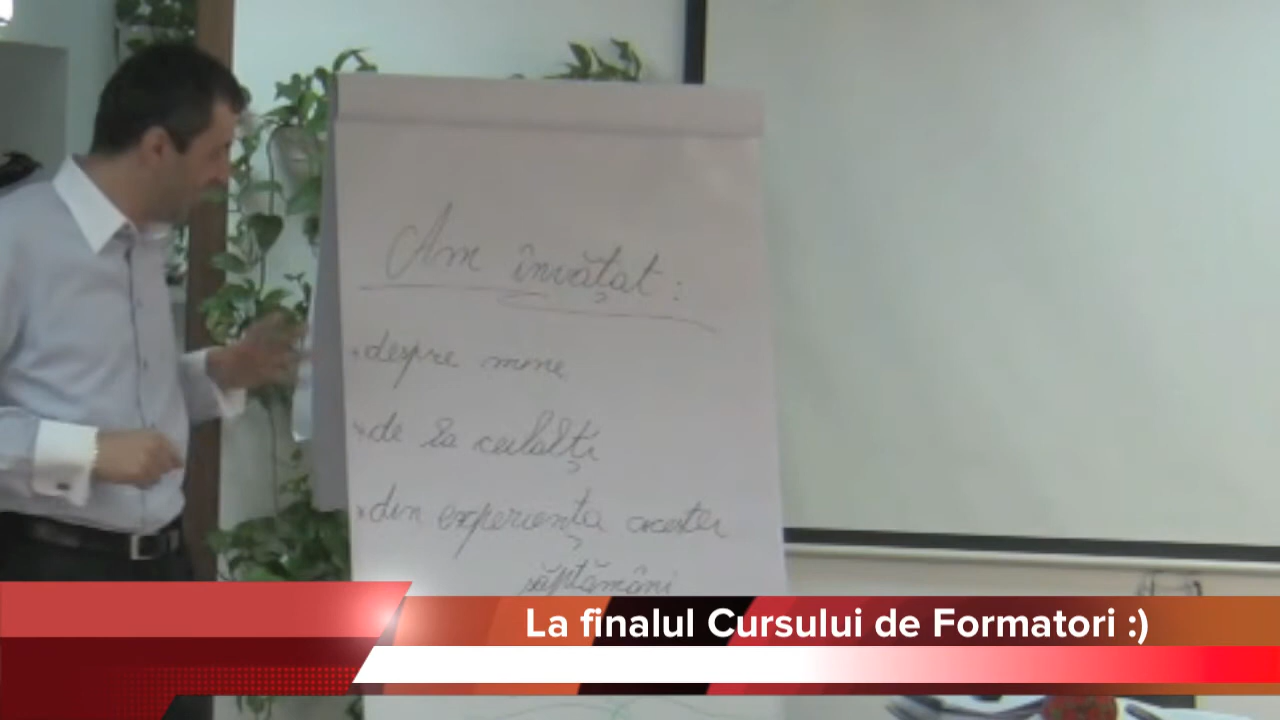 Am învățat :
• despre mine
• de la ceilalți
• din experiența acestei
săptămâni
La finalul Cursului de Formatori :)